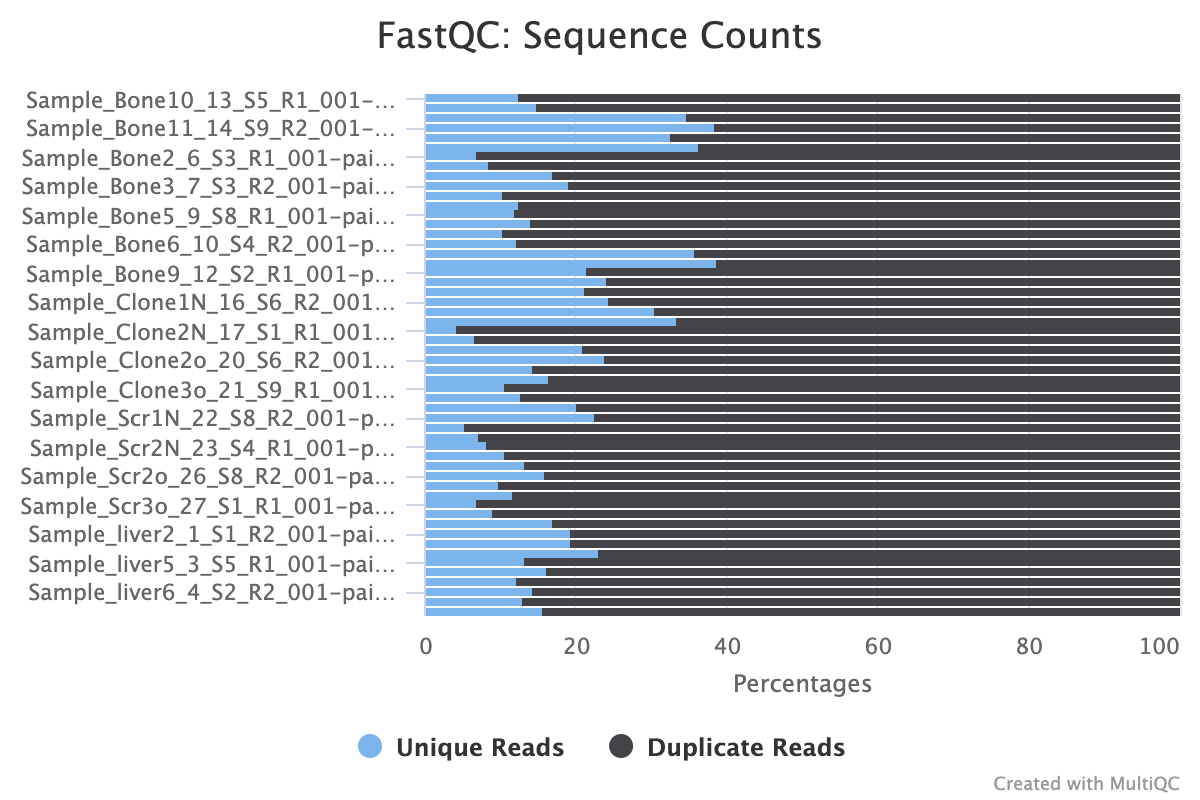 FastQC: Sequence Counts
Sample_Bone10_13_S5_R1_001-...
Sample_Bone11_14_S9_R2_001-...
Sample_Bone2_6_S3_R1_001-pai...
Sample_Bone3_7_S3_R2_001-pai...
Sample_Bone5_9_S8_R1_001-pai...
Sample_Bone6_10_S4_R2_001-p...
Sample_Bone9_12_S2_R1_001-p...
Sample_Clone1N_16_S6_R2_001...
Sample_Clone2N_17_S1_R1_001...
Sample_Clone2o_20_S6_R2_001...
Sample_Clone3o_21_S9_R1_001...
Sample_Scr1N_22_S8_R2_001-p...
Sample_Scr2N_23_S4_R1_001-p...
Sample_Scr2o_26_S8_R2_001-pa...
Sample_Scr3o_27_S1_R1_001-pa...
Sample_liver2_1_S1_R2_001-pai...
Sample_liver5_3_S5_R1_001-pai...
Sample_liver6_4_S2_R2_001-pai...
0 20 40 60 80 100
Percentages
Unique Reads Duplicate Reads
Created with MultiQC